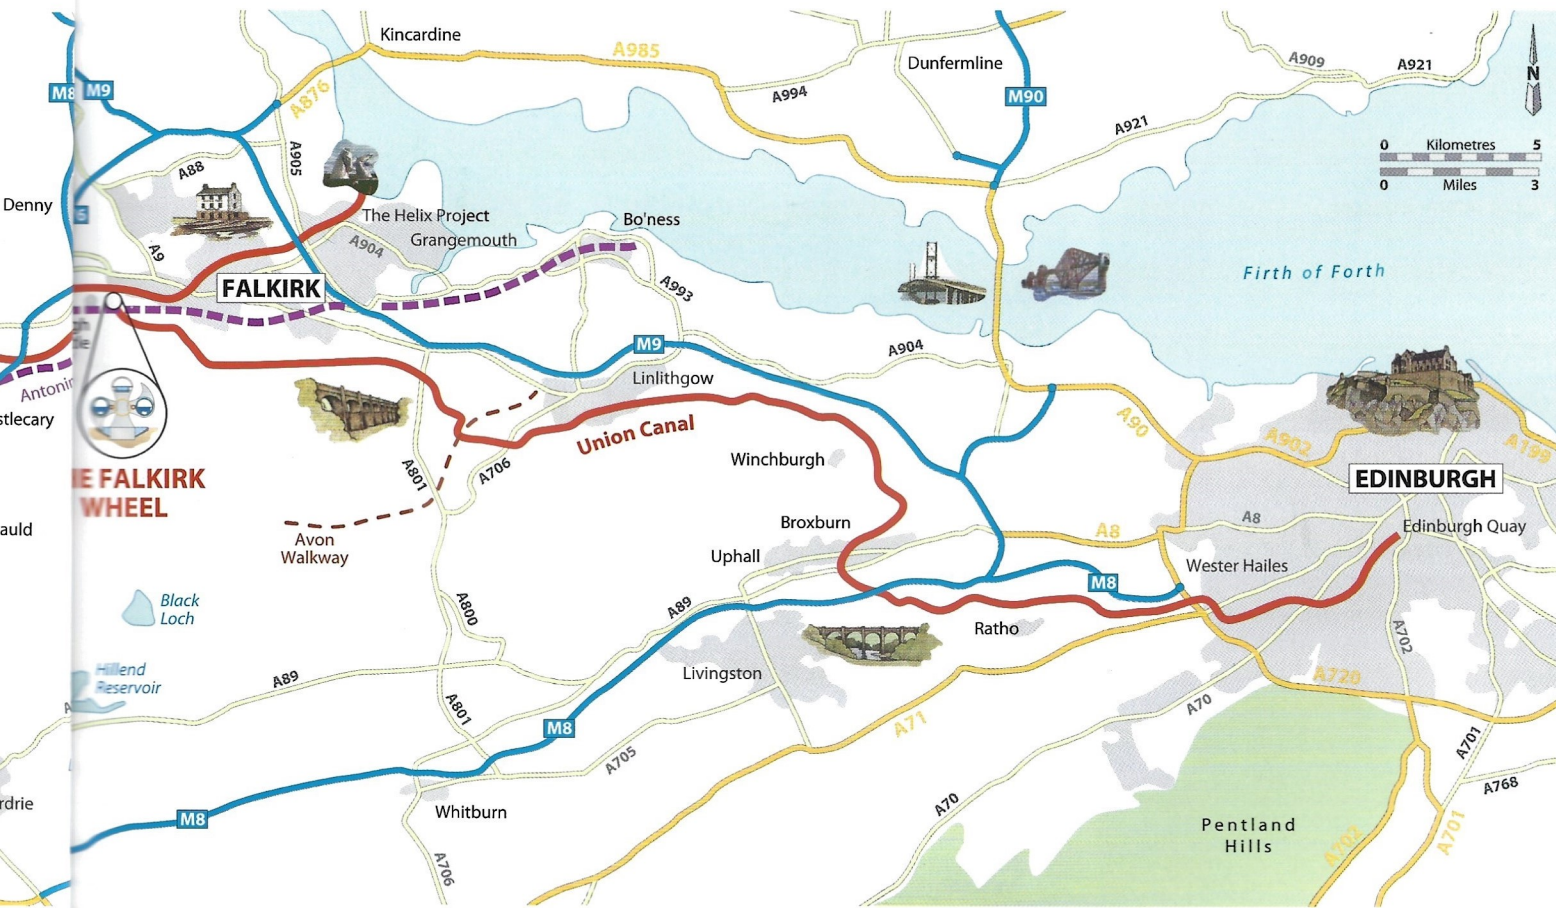 Kincardine
A985
Dunfermline
A909
A921
N
M8
M9
A876
A994
M90
A921
0 Kilometres 5
0 Miles 3
A905
A88
Denny
The Helix Project
Grangemouth
Bo'ness
A9
A904
FALKIRK
A993
Firth of Forth
M9
A904
Linlithgow
A90
A902
A199
Union Canal
Winchburgh
EDINBURGH
A801
A706
THE FALKIRK
WHEEL
Broxburn
A8
A8
Edinburgh Quay
Avon
Walkway
Uphall
M8
Wester Hailes
Black
Loch
A800
A89
Ratho
A702
Hillend
Reservoir
A89
Livingston
A720
A801
A70
M8
A71
A705
A701
A768
M8
Whitburn
A70
Pentland
Hills
A702
A701
A706